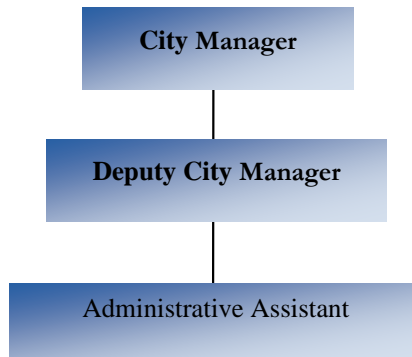 City Manager
Deputy City Manager
Administrative Assistant